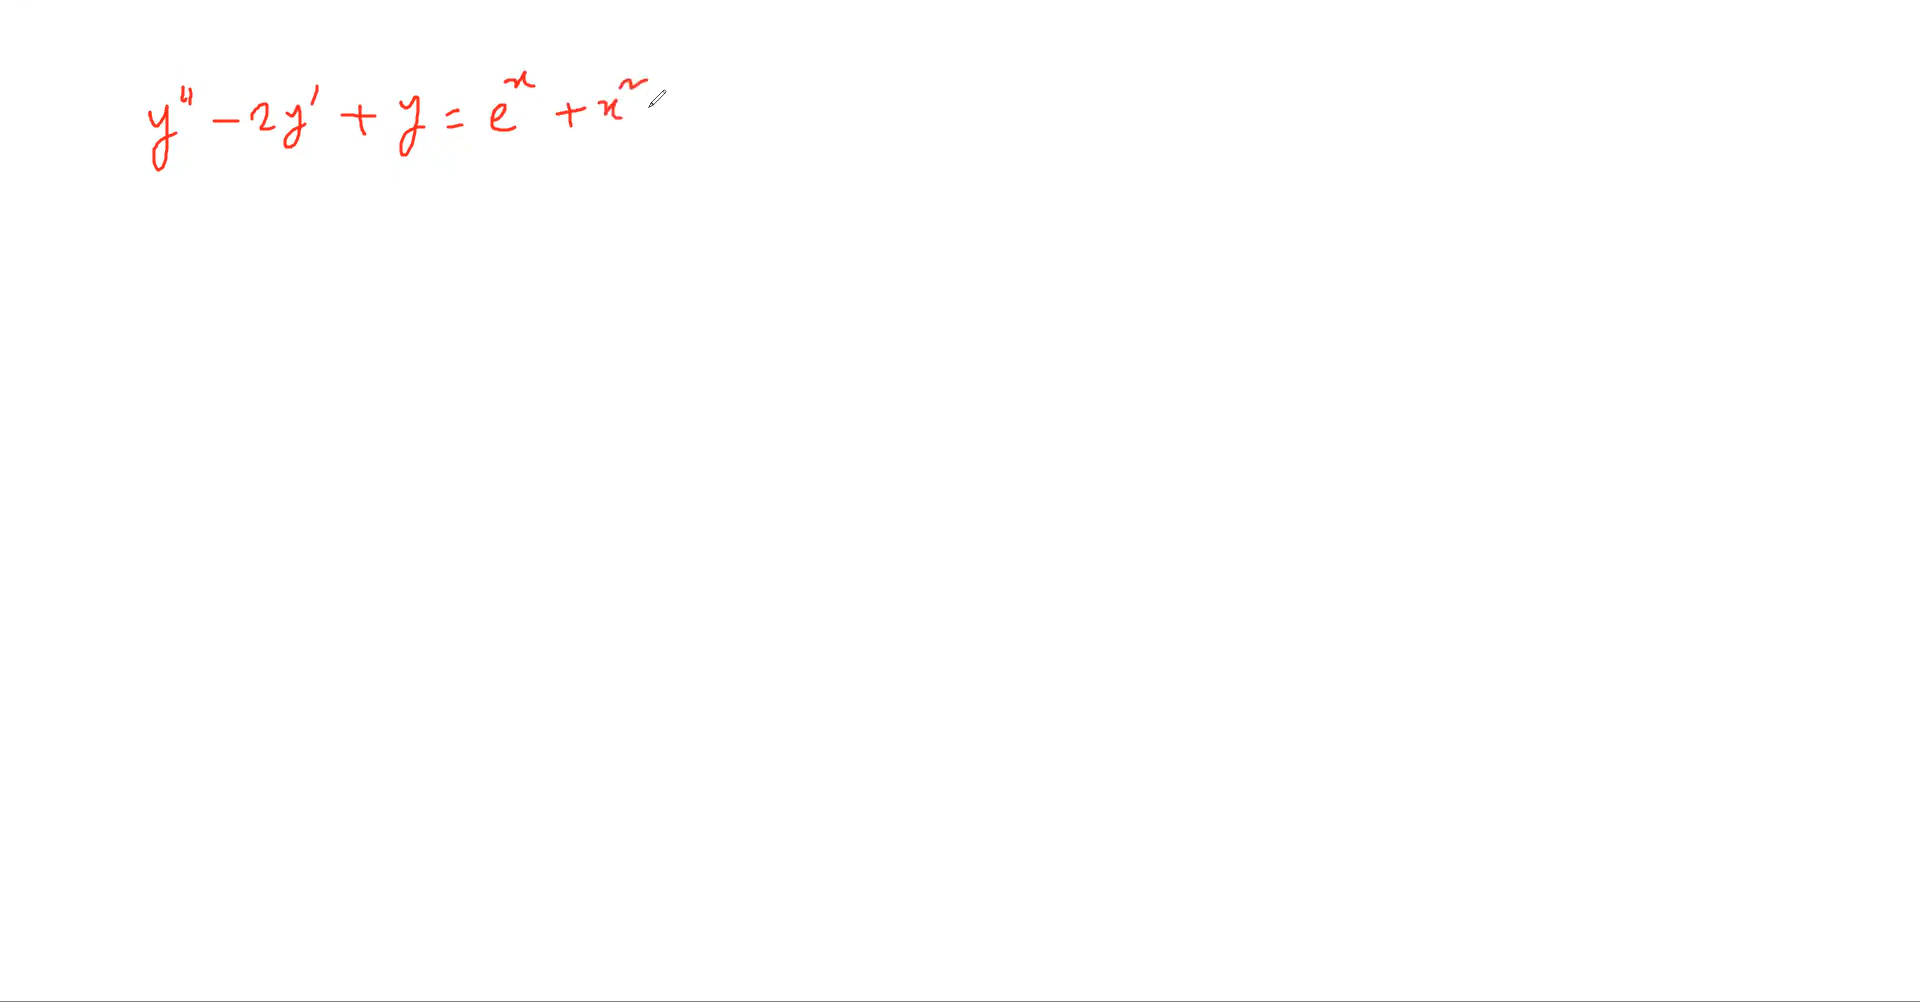 y'' - 2y' + y = e^x + x^2